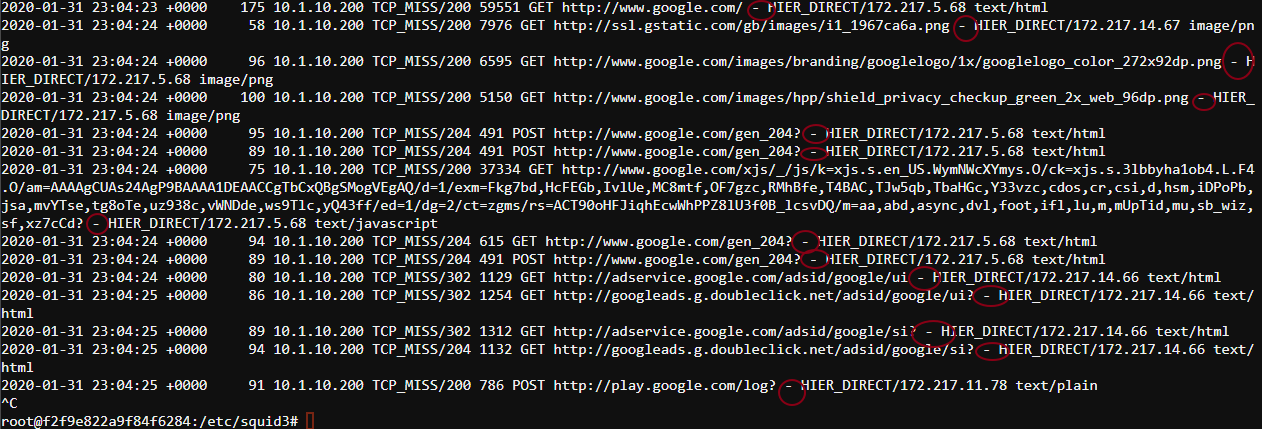 2020-01-31 23:04:23 +0000    175 10.1.10.200 TCP_MISS/200 59551 GET http://www.google.com/ - HIER_DIRECT/172.217.5.68 text/html
2020-01-31 23:04:24 +0000     58 10.1.10.200 TCP_MISS/200 7976 GET http://ssl.gstatic.com/gb/images/i1_1967ca6a.png - HIER_DIRECT/172.217.14.67 image/pn
g
2020-01-31 23:04:24 +0000     96 10.1.10.200 TCP_MISS/200 6595 GET http://www.google.com/images/branding/googlelogo/1x/googlelogo_color_272x92dp.png - H
IER_DIRECT/172.217.5.68 image/png
2020-01-31 23:04:24 +0000    100 10.1.10.200 TCP_MISS/200 5150 GET http://www.google.com/images/hpp/shield_privacy_checkup_green_2x_web_96dp.png - HIER_
DIRECT/172.217.5.68 image/png
2020-01-31 23:04:24 +0000     95 10.1.10.200 TCP_MISS/204 491 POST http://www.google.com/gen_204? - HIER_DIRECT/172.217.5.68 text/html
2020-01-31 23:04:24 +0000     89 10.1.10.200 TCP_MISS/204 491 POST http://www.google.com/gen_204? - HIER_DIRECT/172.217.5.68 text/html
2020-01-31 23:04:24 +0000     75 10.1.10.200 TCP_MISS/200 37334 GET http://www.google.com/xjs/_/js/k=xjs.s.en_US.WymNWcXYmys.O/ck=xjs.s.3lbbyha1ob4.L.F4
.O/am=AAAAgCUAs24AgP9BAAAA1DEAACCgTbCxQBgSMogVEgAQ/d=1/exm=Fkg7bd,HcFEGb,IvlUe,MC8mtf,OF7gzc,RMhBfe,T4BAC,TJw5qb,TbaHGc,Y33vzc,cdos,cr,csi,d,hsm,iDPoPb,
jsa,mvYTse,tg8oTe,uz938c,vWNDde,ws9Tlc,yQ43ff/ed=1/dg=2/ct=zgms/rs=ACT90oHFJiqhEcwWhPPZ8lU3f0B_lcsvDQ/m=aa,abd,async,dvl,foot,ifl,lu,m,mUpTid,mu,sb_wiz,
sf,xz7cCd? - HIER_DIRECT/172.217.5.68 text/javascript
2020-01-31 23:04:24 +0000     94 10.1.10.200 TCP_MISS/204 615 GET http://www.google.com/gen_204? - HIER_DIRECT/172.217.5.68 text/html
2020-01-31 23:04:24 +0000     89 10.1.10.200 TCP_MISS/204 491 POST http://www.google.com/gen_204? - HIER_DIRECT/172.217.5.68 text/html
2020-01-31 23:04:24 +0000     80 10.1.10.200 TCP_MISS/302 1129 GET http://adservice.google.com/adsid/google/ui - HIER_DIRECT/172.217.14.66 text/html
2020-01-31 23:04:25 +0000     86 10.1.10.200 TCP_MISS/302 1254 GET http://googleads.g.doubleclick.net/adsid/google/ui? - HIER_DIRECT/172.217.14.66 text/
html
2020-01-31 23:04:25 +0000     89 10.1.10.200 TCP_MISS/302 1312 GET http://adservice.google.com/adsid/google/si? - HIER_DIRECT/172.217.14.66 text/html
2020-01-31 23:04:25 +0000     94 10.1.10.200 TCP_MISS/204 1132 GET http://googleads.g.doubleclick.net/adsid/google/si? - HIER_DIRECT/172.217.14.66 text/
html
2020-01-31 23:04:25 +0000     91 10.1.10.200 TCP_MISS/200 786 POST http://play.google.com/log? - HIER_DIRECT/172.217.11.78 text/plain
^C
root@f2f9e822a9f84f6284:/etc/squid3#